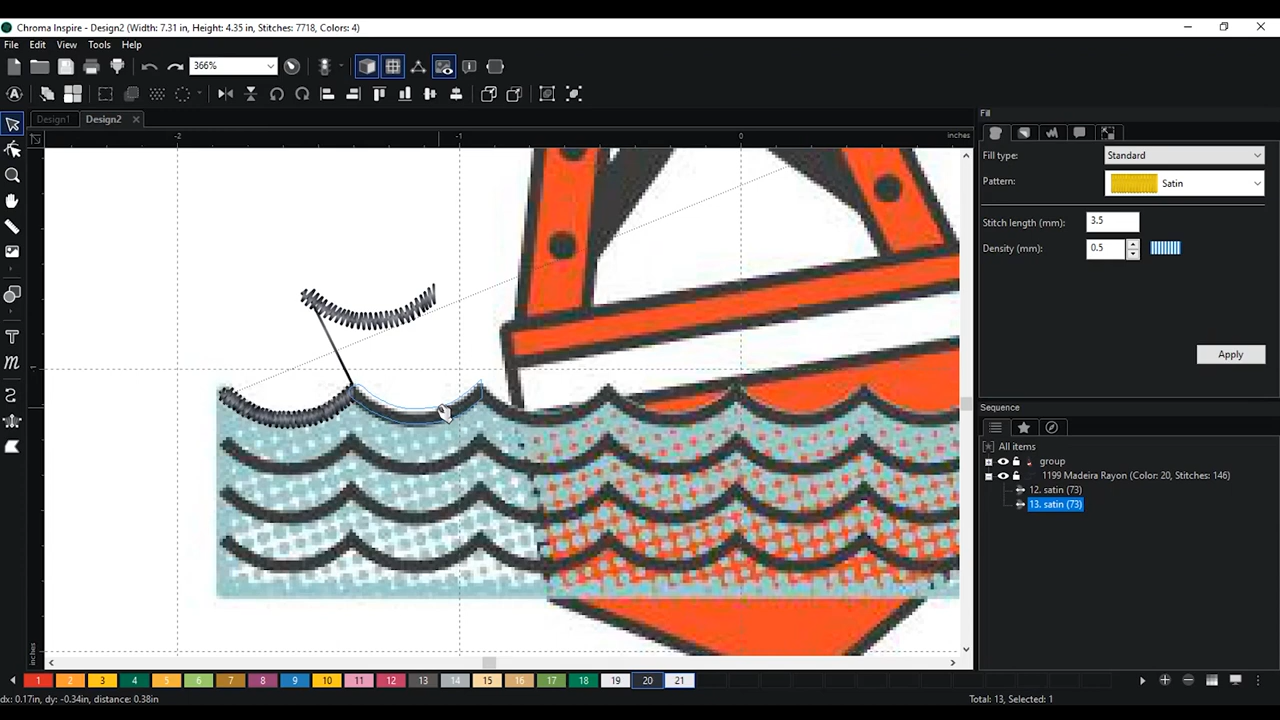 Chroma Inspire - Design2 (Width: 7.31 in, Height: 4.35 in, Stitches: 7718, Colors: 4)
File Edit View Tools Help
366%
Design1 Design2
-2 -1 0 inches
1
inches
Fill
Fill type: Standard
Pattern: Satin
Stitch length (mm): 3.5
Density (mm): 0.5
Apply
Sequence
All items
group
1199 Madeira Rayon (Color: 20, Stitches: 146)
12. satin (73)
13. satin (73)
1 2 3 4 5 6 7 8 9 10 11 12 13 14 15 16 17 18 19 20 21
dx: 0.17in, dy: -0.34in, distance: 0.38in
Total: 13, Selected: 1